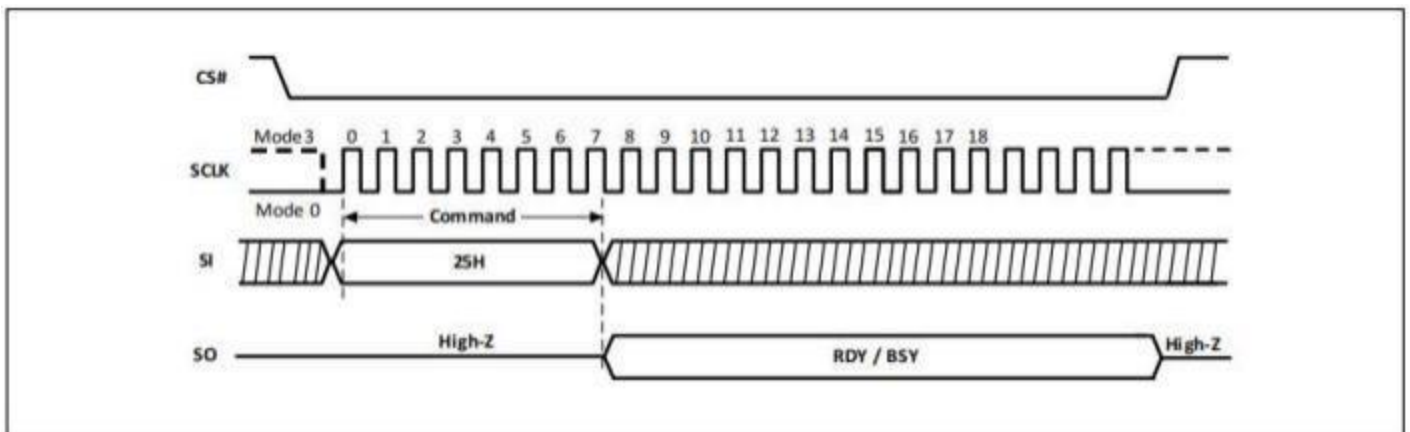 CS#
Mode 3 0 1 2 3 4 5 6 7 8 9 10 11 12 13 14 15 16 17 18
SCLK
Mode 0 Command
SI 25H
High-Z High-Z
SO RDY / BSY